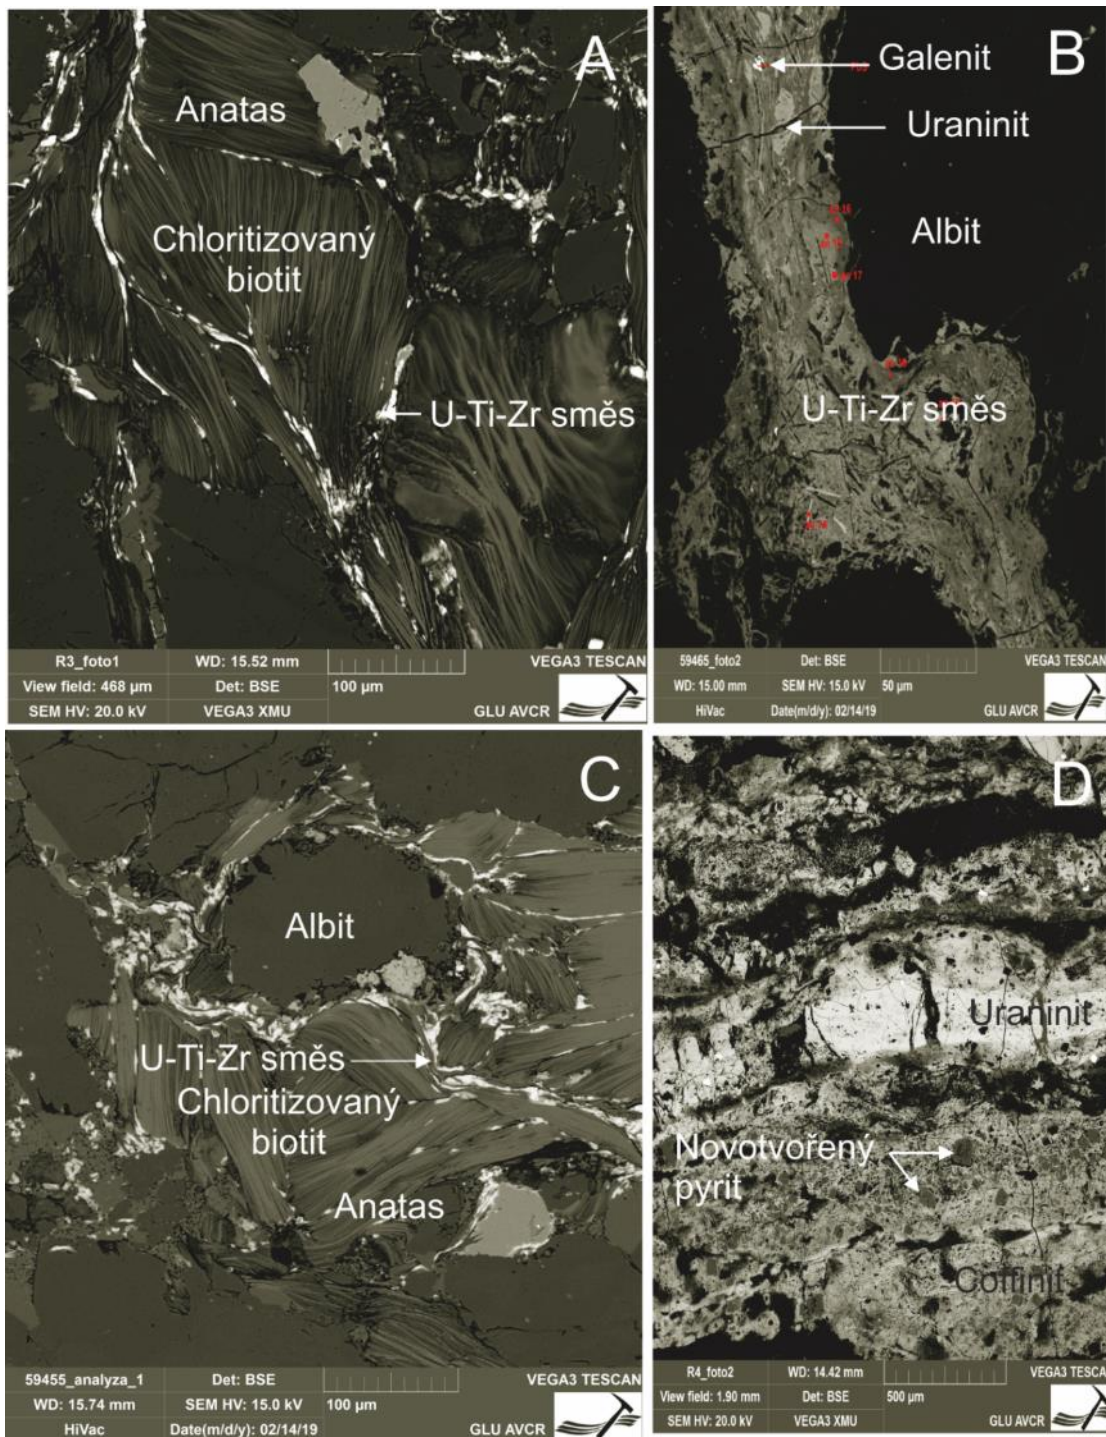 A
Anatas
Chloritizovaný
biotit
U-Ti-Zr směs
R3_foto1
WD: 15.52 mm
VEGA3 TESCAN
View field: 468 µm
Det: BSE
100 µm
SEM HV: 20.0 kV
VEGA3 XMU
GLU AVCR
B
Galenit
Uraninit
Albit
U-Ti-Zr směs
59465_foto2
Det: BSE
VEGA3 TESCAN
WD: 15.00 mm
SEM HV: 15.0 kV
50 µm
HiVac
Date(m/d/y): 02/14/19
GLU AVCR
C
Albit
U-Ti-Zr směs
Chloritizovaný
biotit
Anatas
59455_analyza_1
Det: BSE
VEGA3 TESCAN
WD: 15.74 mm
SEM HV: 15.0 kV
100 µm
HiVac
Date(m/d/y): 02/14/19
GLU AVCR
D
Uraninit
Novotvořený
pyrit
Coffinit
R4_foto2
WD: 14.42 mm
VEGA3 TESCAN
View field: 1.90 mm
Det: BSE
500 µm
SEM HV: 20.0 kV
VEGA3 XMU
GLU AVCR